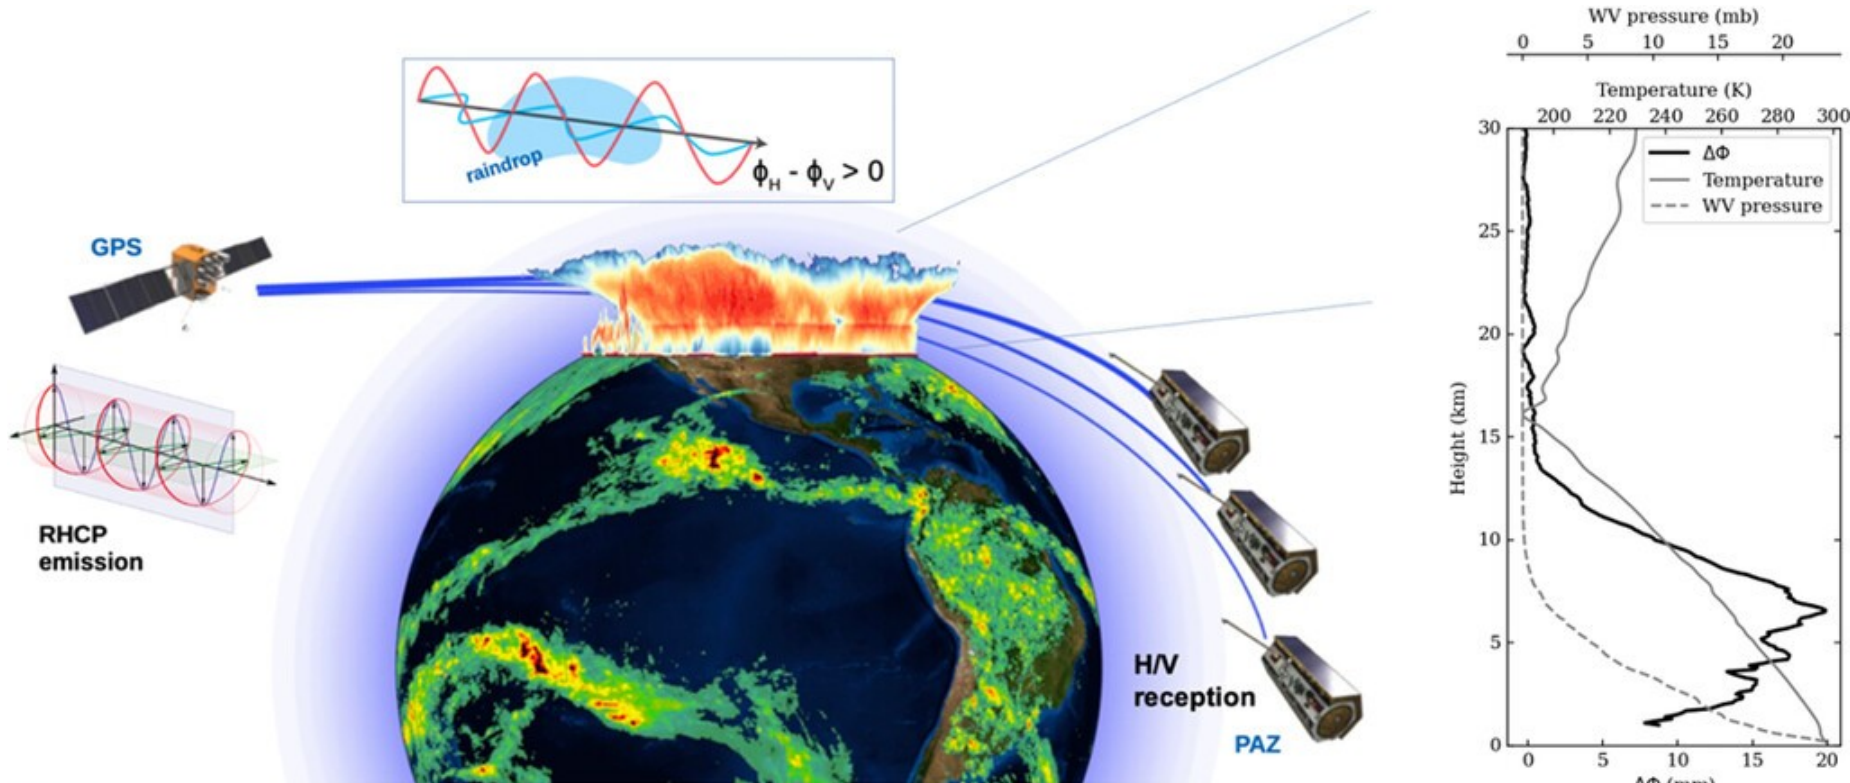 raindrop
ϕH - ϕV > 0
GPS
RHCP
emission
H/V
reception
PAZ
WV pressure (mb)
0 5 10 15 20
Temperature (K)
200 220 240 260 280 300
ΔΦ
Temperature
WV pressure
Height (km)
30
25
20
15
10
5
0
0 5 10 15 20
ΔΦ (mm)